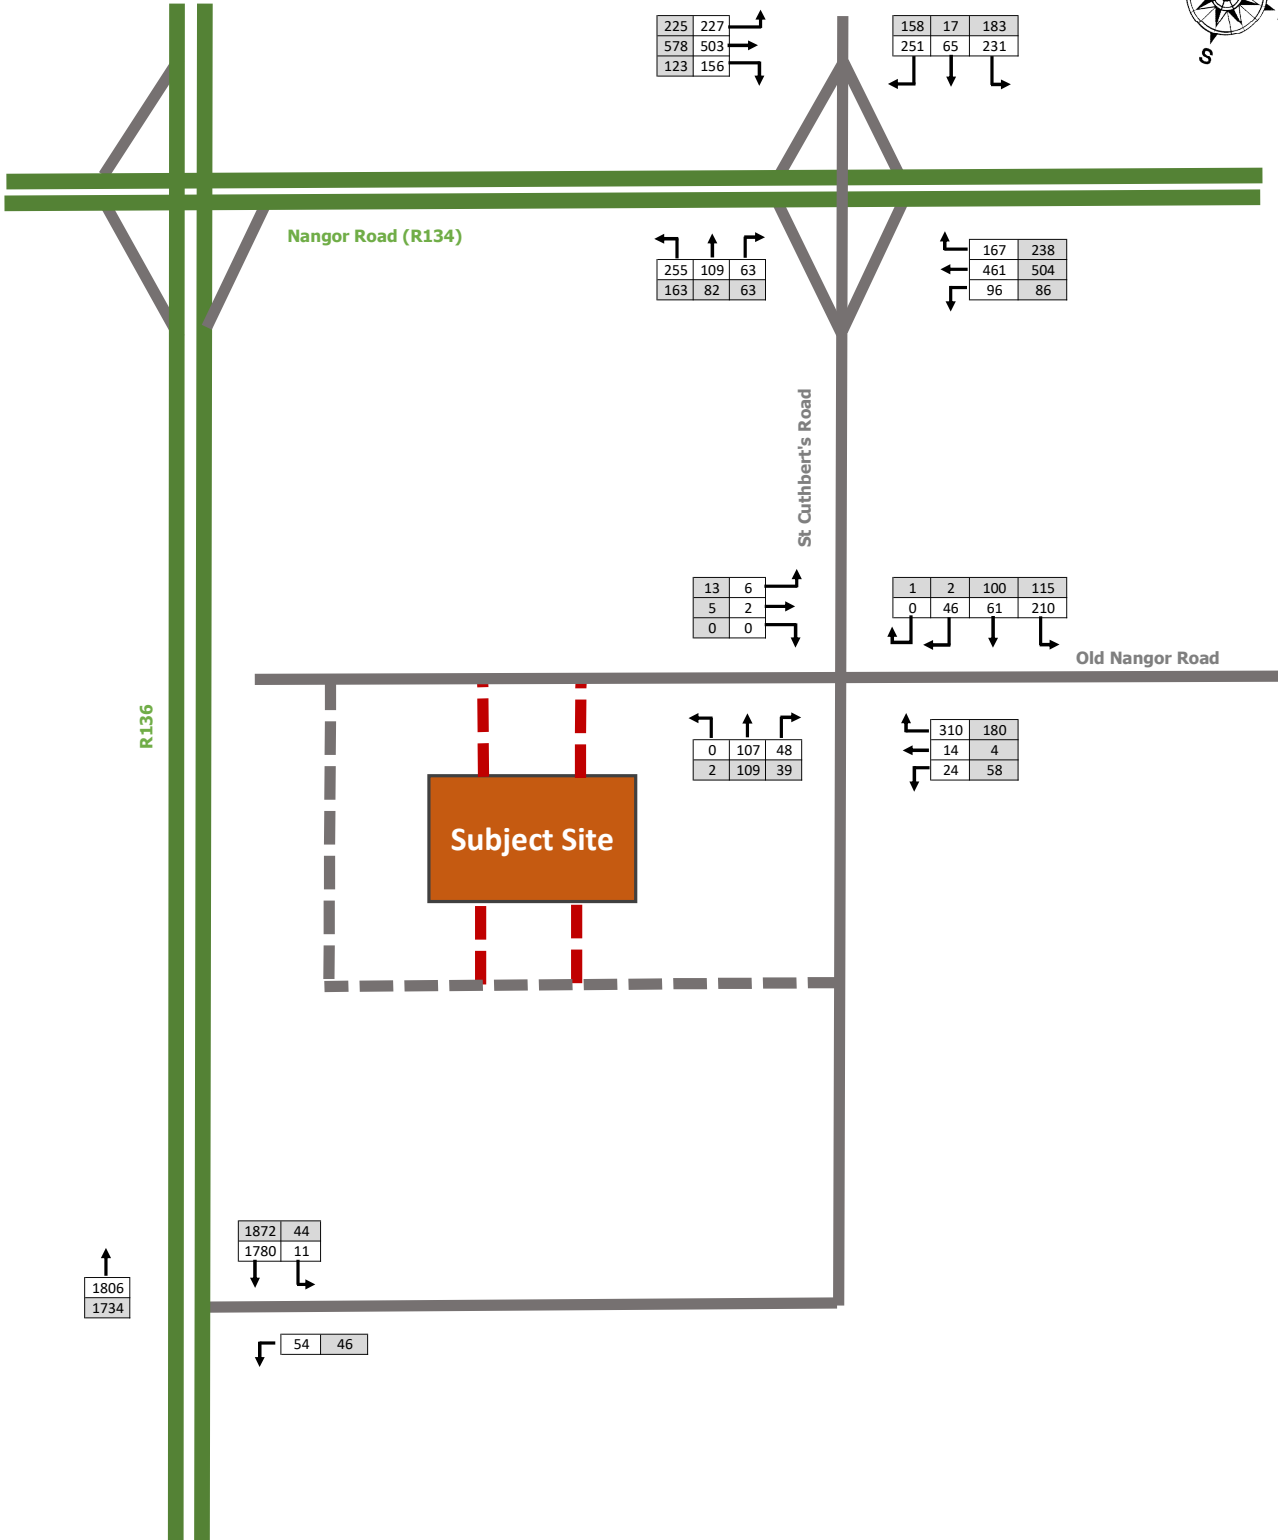 S
225 227
578 503
123 156
158 17 183
251 65 231
Nangor Road (R134)
255 109 63
163 82 63
167 238
461 504
96 86
St Cuthbert's Road
13 6
5 2
0 0
1 2 100 115
0 46 61 210
Old Nangor Road
R136
0 107 48
2 109 39
310 180
14 4
24 58
Subject Site
1872 44
1780 11
1806
1734
54 46